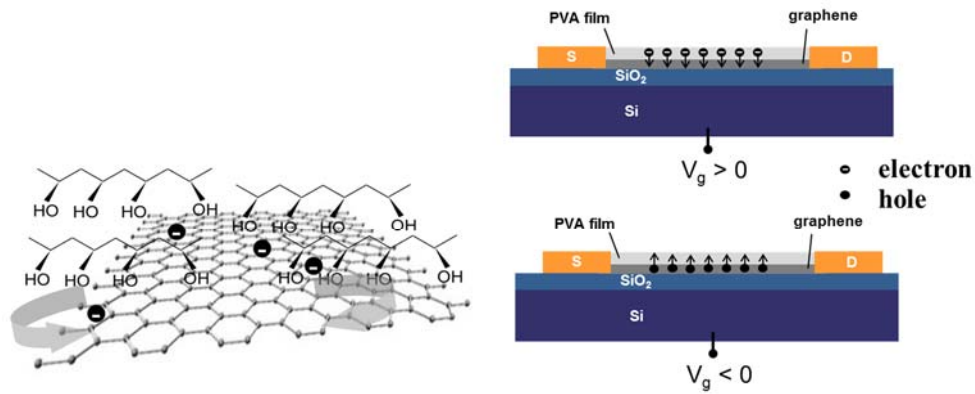 PVA film
graphene
S
D
SiO₂
Si
Vg > 0
electron
hole
HO HO HO OH
HO HO HO OH
HO HO HO OH
HO HO HO OH
PVA film
graphene
S
D
SiO₂
Si
Vg < 0